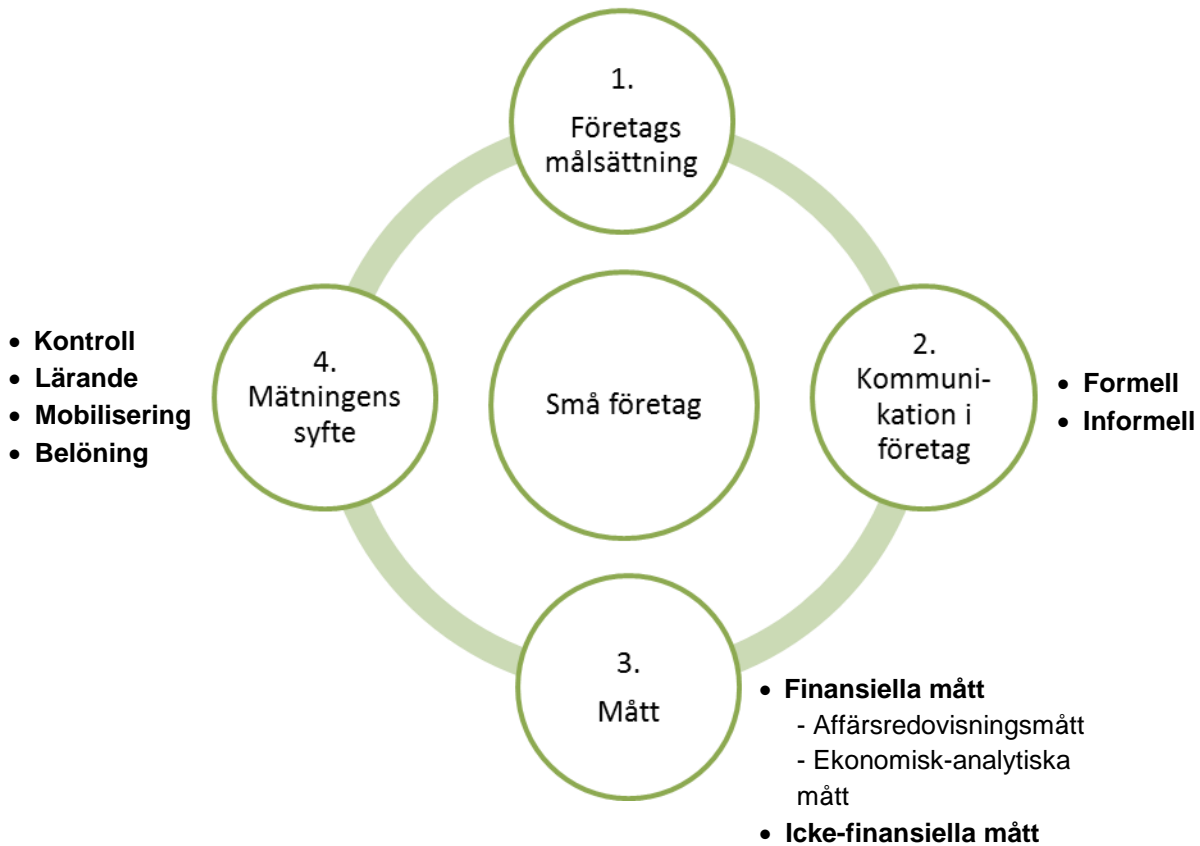 1.
Företags
målsättning
2.
Kommuni-
kation i
företag
• Formell
• Informell
Små företag
4.
Mätningens
syfte
• Kontroll
• Lärande
• Mobilisering
• Belöning
3.
Mått
• Finansiella mått
- Affärsredovisningsmått
- Ekonomisk-analytiska
mått
• Icke-finansiella mått